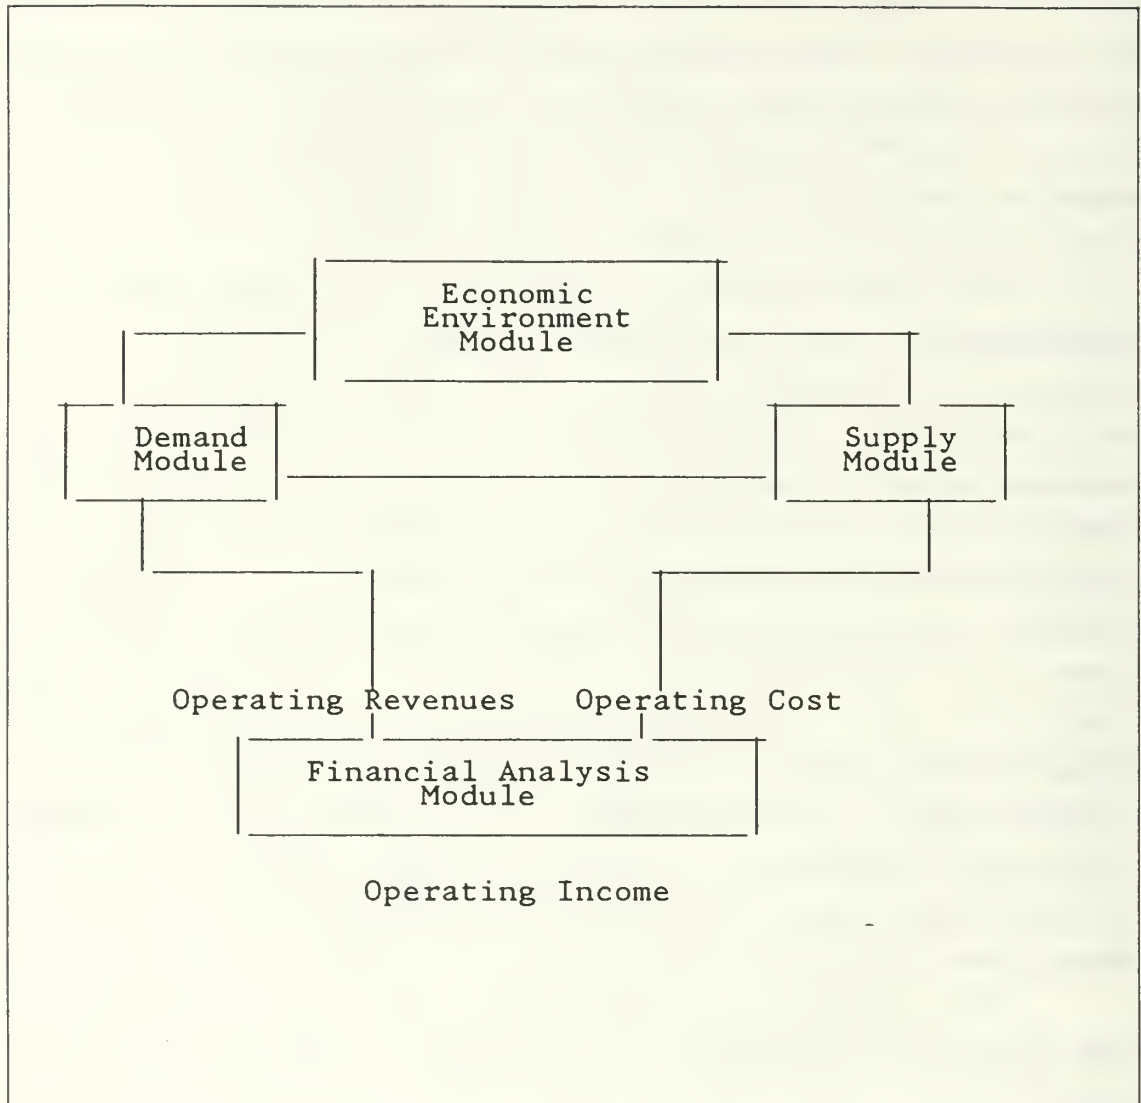 Economic
Environment
Module
Demand
Module
Supply
Module
Operating Revenues
Operating Cost
Financial Analysis
Module
Operating Income